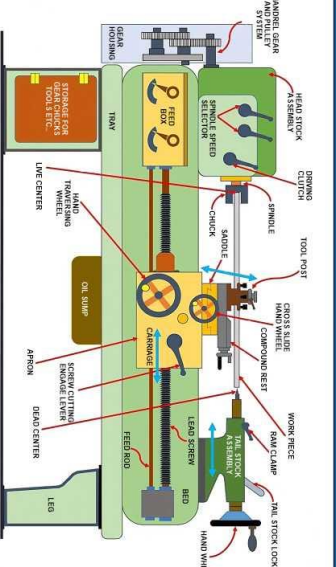 MANDREL GEAR
AND PULLEY
SYSTEM
GEAR
HOUSING
HEAD STOCK
ASSEMBLY
SPINDLE SPEED
SELECTOR
DRIVING
CLUTCH
SPINDLE
CHUCK
SADDLE
TOOL POST
CROSS SLIDE
HAND WHEEL
COMPOUND REST
WORK PIECE
RAM CLAMP
TAIL STOCK LOCK
TAIL STOCK
ASSEMBLY
HAND WHE
FEED
BOX
CARRIAGE
LEAD SCREW
FEED ROD
BED
TRAY
STORAGE FOR
GEAR CHUCKS
TOOLS ETC..
LIVE CENTER
HAND
TRAVERSING
WHEEL
OIL SUMP
APRON
SCREW CUTTING
ENGAGE LEVER
DEAD CENTER
LEG